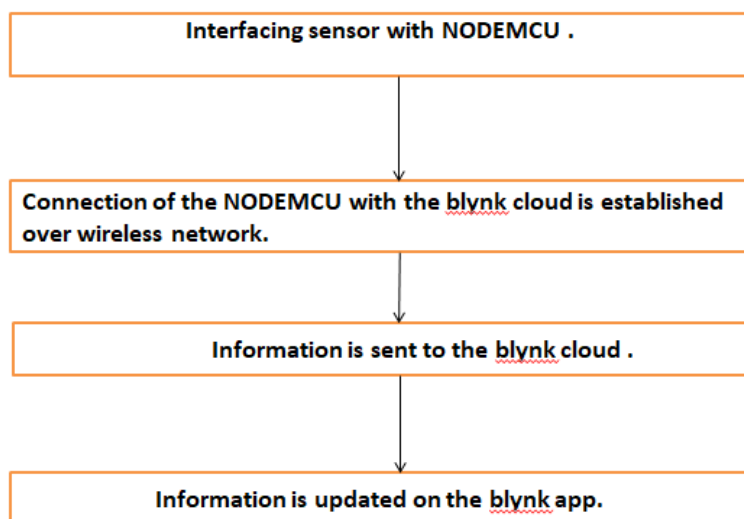 Interfacing sensor with NODEMCU .
Connection of the NODEMCU with the blynk cloud is established
over wireless network.
Information is sent to the blynk cloud .
Information is updated on the blynk app.